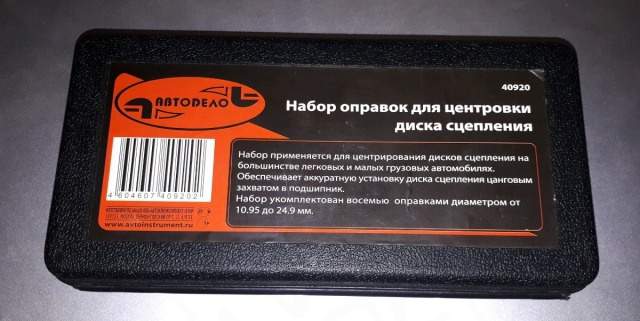 40920
АВТОDЕЛО
Набор оправок для центровки
диска сцепления
Набор применяется для центрирования дисков сцепления на
большинстве легковых и малых грузовых автомобилях.
Обеспечивает аккуратную установку диска сцепления цанговым
захватом в подшипник.
Набор укомплектован восемью оправками диаметром от
10.95 до 24.9 мм.
4 604607 409202
www.avtoinstrument.ru